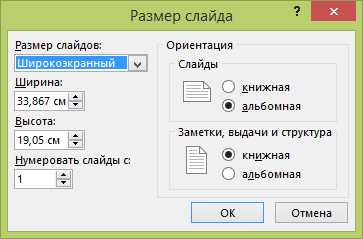 Размер слайда
?
Размер слайдов:
Широкоэкранный
Ширина:
33,867 см
Высота:
19,05 см
Нумеровать слайды с:
1
Ориентация
Слайды
книжная
альбомная
Заметки, выдачи и структура
книжная
альбомная
ОК
Отмена